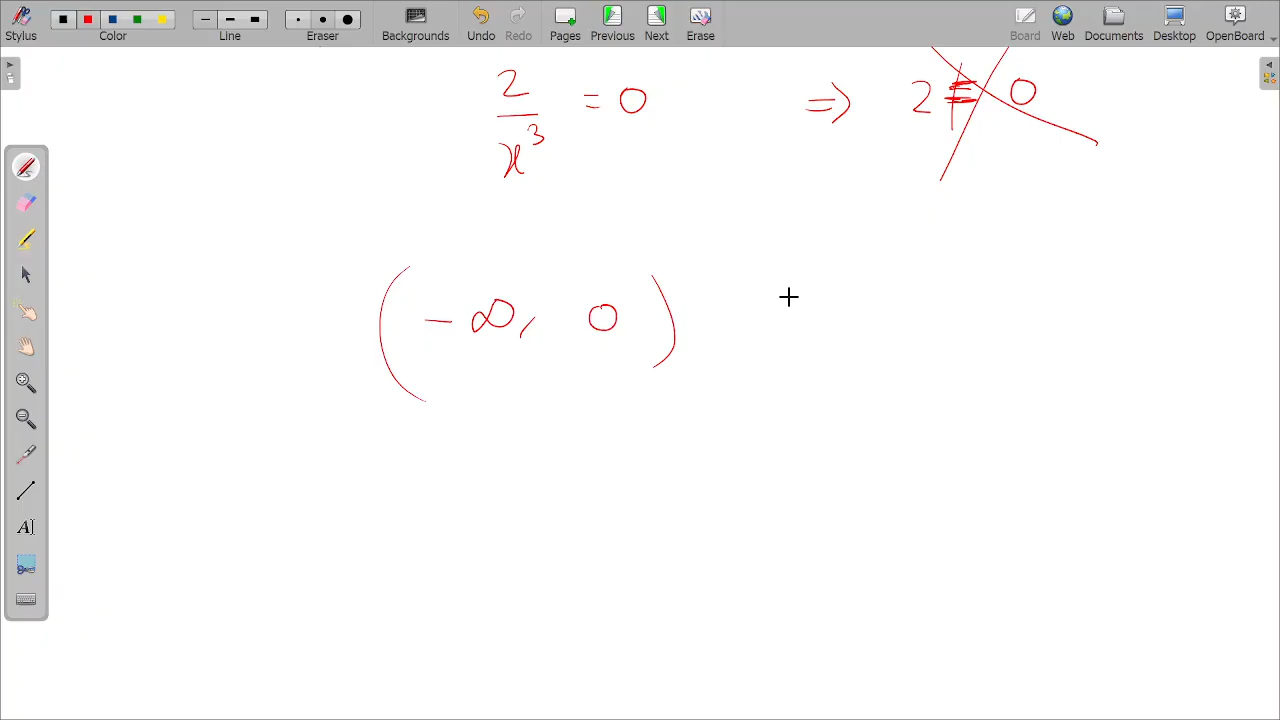 Stylus Color Line Eraser Backgrounds Undo Redo Pages Previous Next Erase Board Web Documents Desktop OpenBoard
2/x³ = 0 ⇒ 2 = 0
(-∞, 0)
A